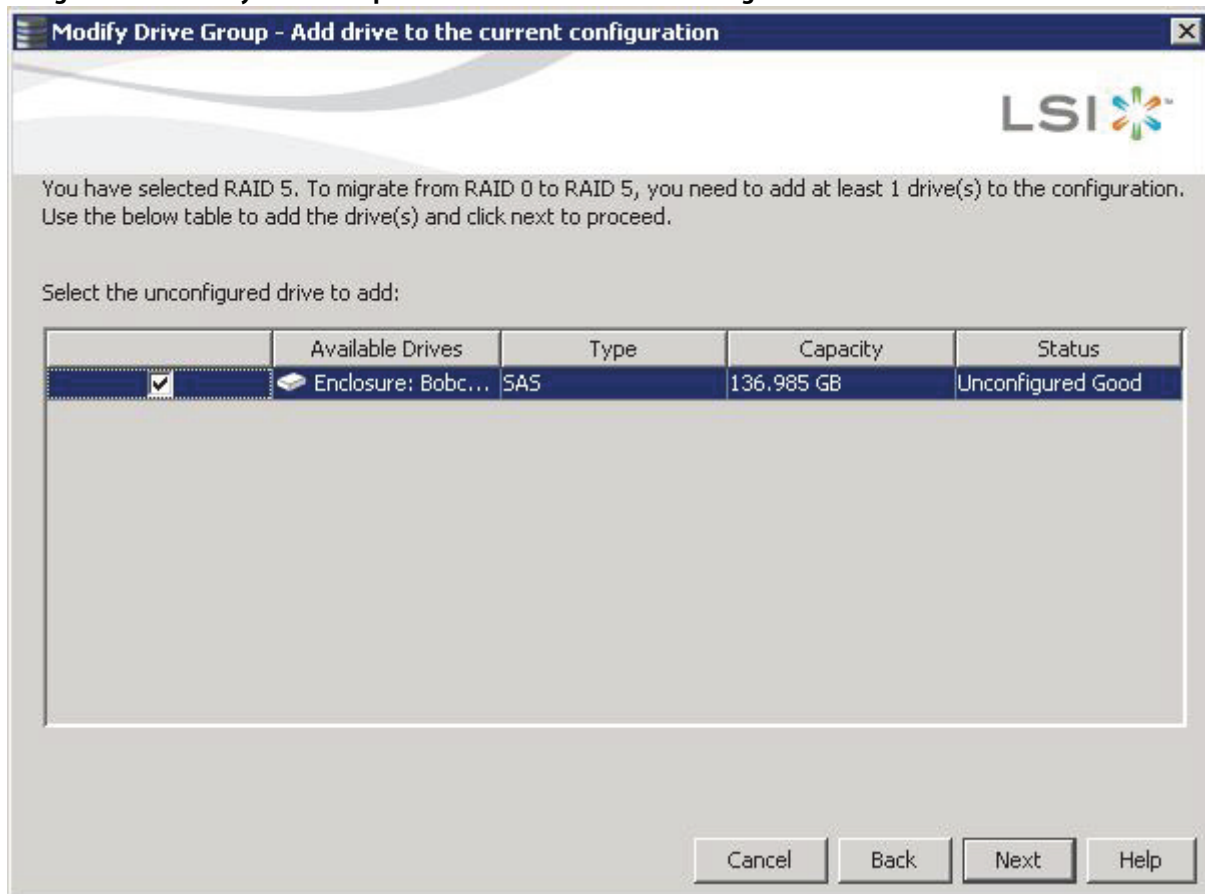 Modify Drive Group - Add drive to the current configuration
LSI
You have selected RAID 5. To migrate from RAID 0 to RAID 5, you need to add at least 1 drive(s) to the configuration.
Use the below table to add the drive(s) and click next to proceed.
Select the unconfigured drive to add:
Available Drives Type Capacity Status
Enclosure: Bobc... SAS 136.985 GB Unconfigured Good
Cancel Back Next Help